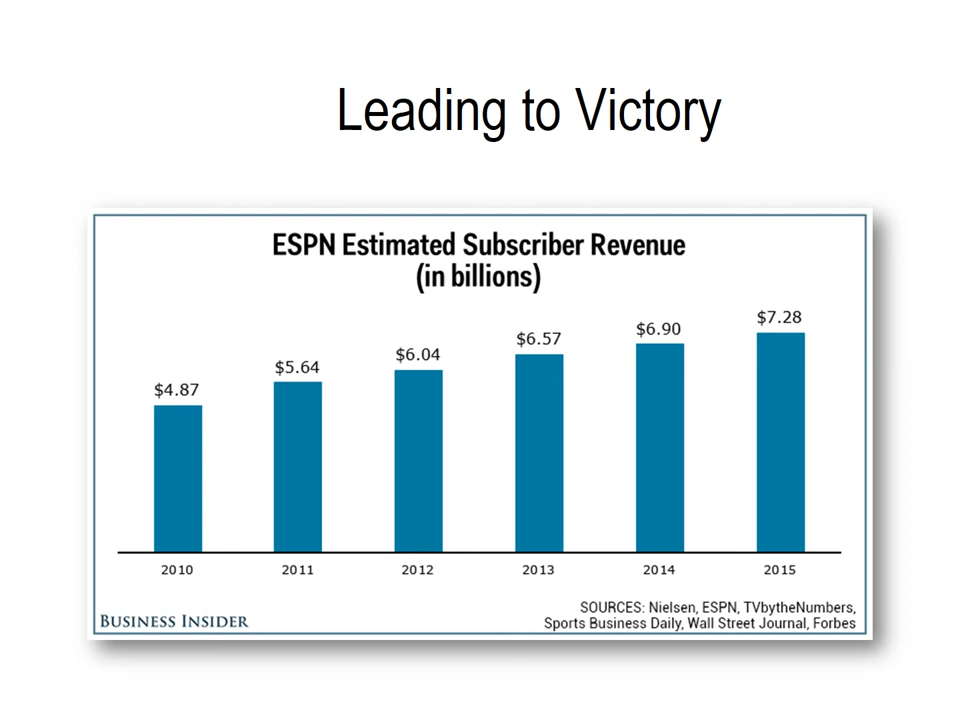 Leading to Victory
ESPN Estimated Subscriber Revenue
(in billions)
$4.87
$5.64
$6.04
$6.57
$6.90
$7.28
2010
2011
2012
2013
2014
2015
BUSINESS INSIDER
SOURCES: Nielsen, ESPN, TVbytheNumbers,
Sports Business Daily, Wall Street Journal, Forbes